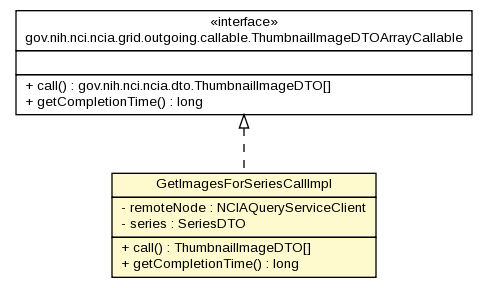 «interface»
gov.nih.nci.ncia.grid.outgoing.callable.ThumbnailImageDTOArrayCallable
+ call() : gov.nih.nci.ncia.dto.ThumbnailImageDTO[]
+ getCompletionTime() : long
GetImagesForSeriesCallImpl
- remoteNode : NCIAQueryServiceClient
- series : SeriesDTO
+ call() : ThumbnailImageDTO[]
+ getCompletionTime() : long